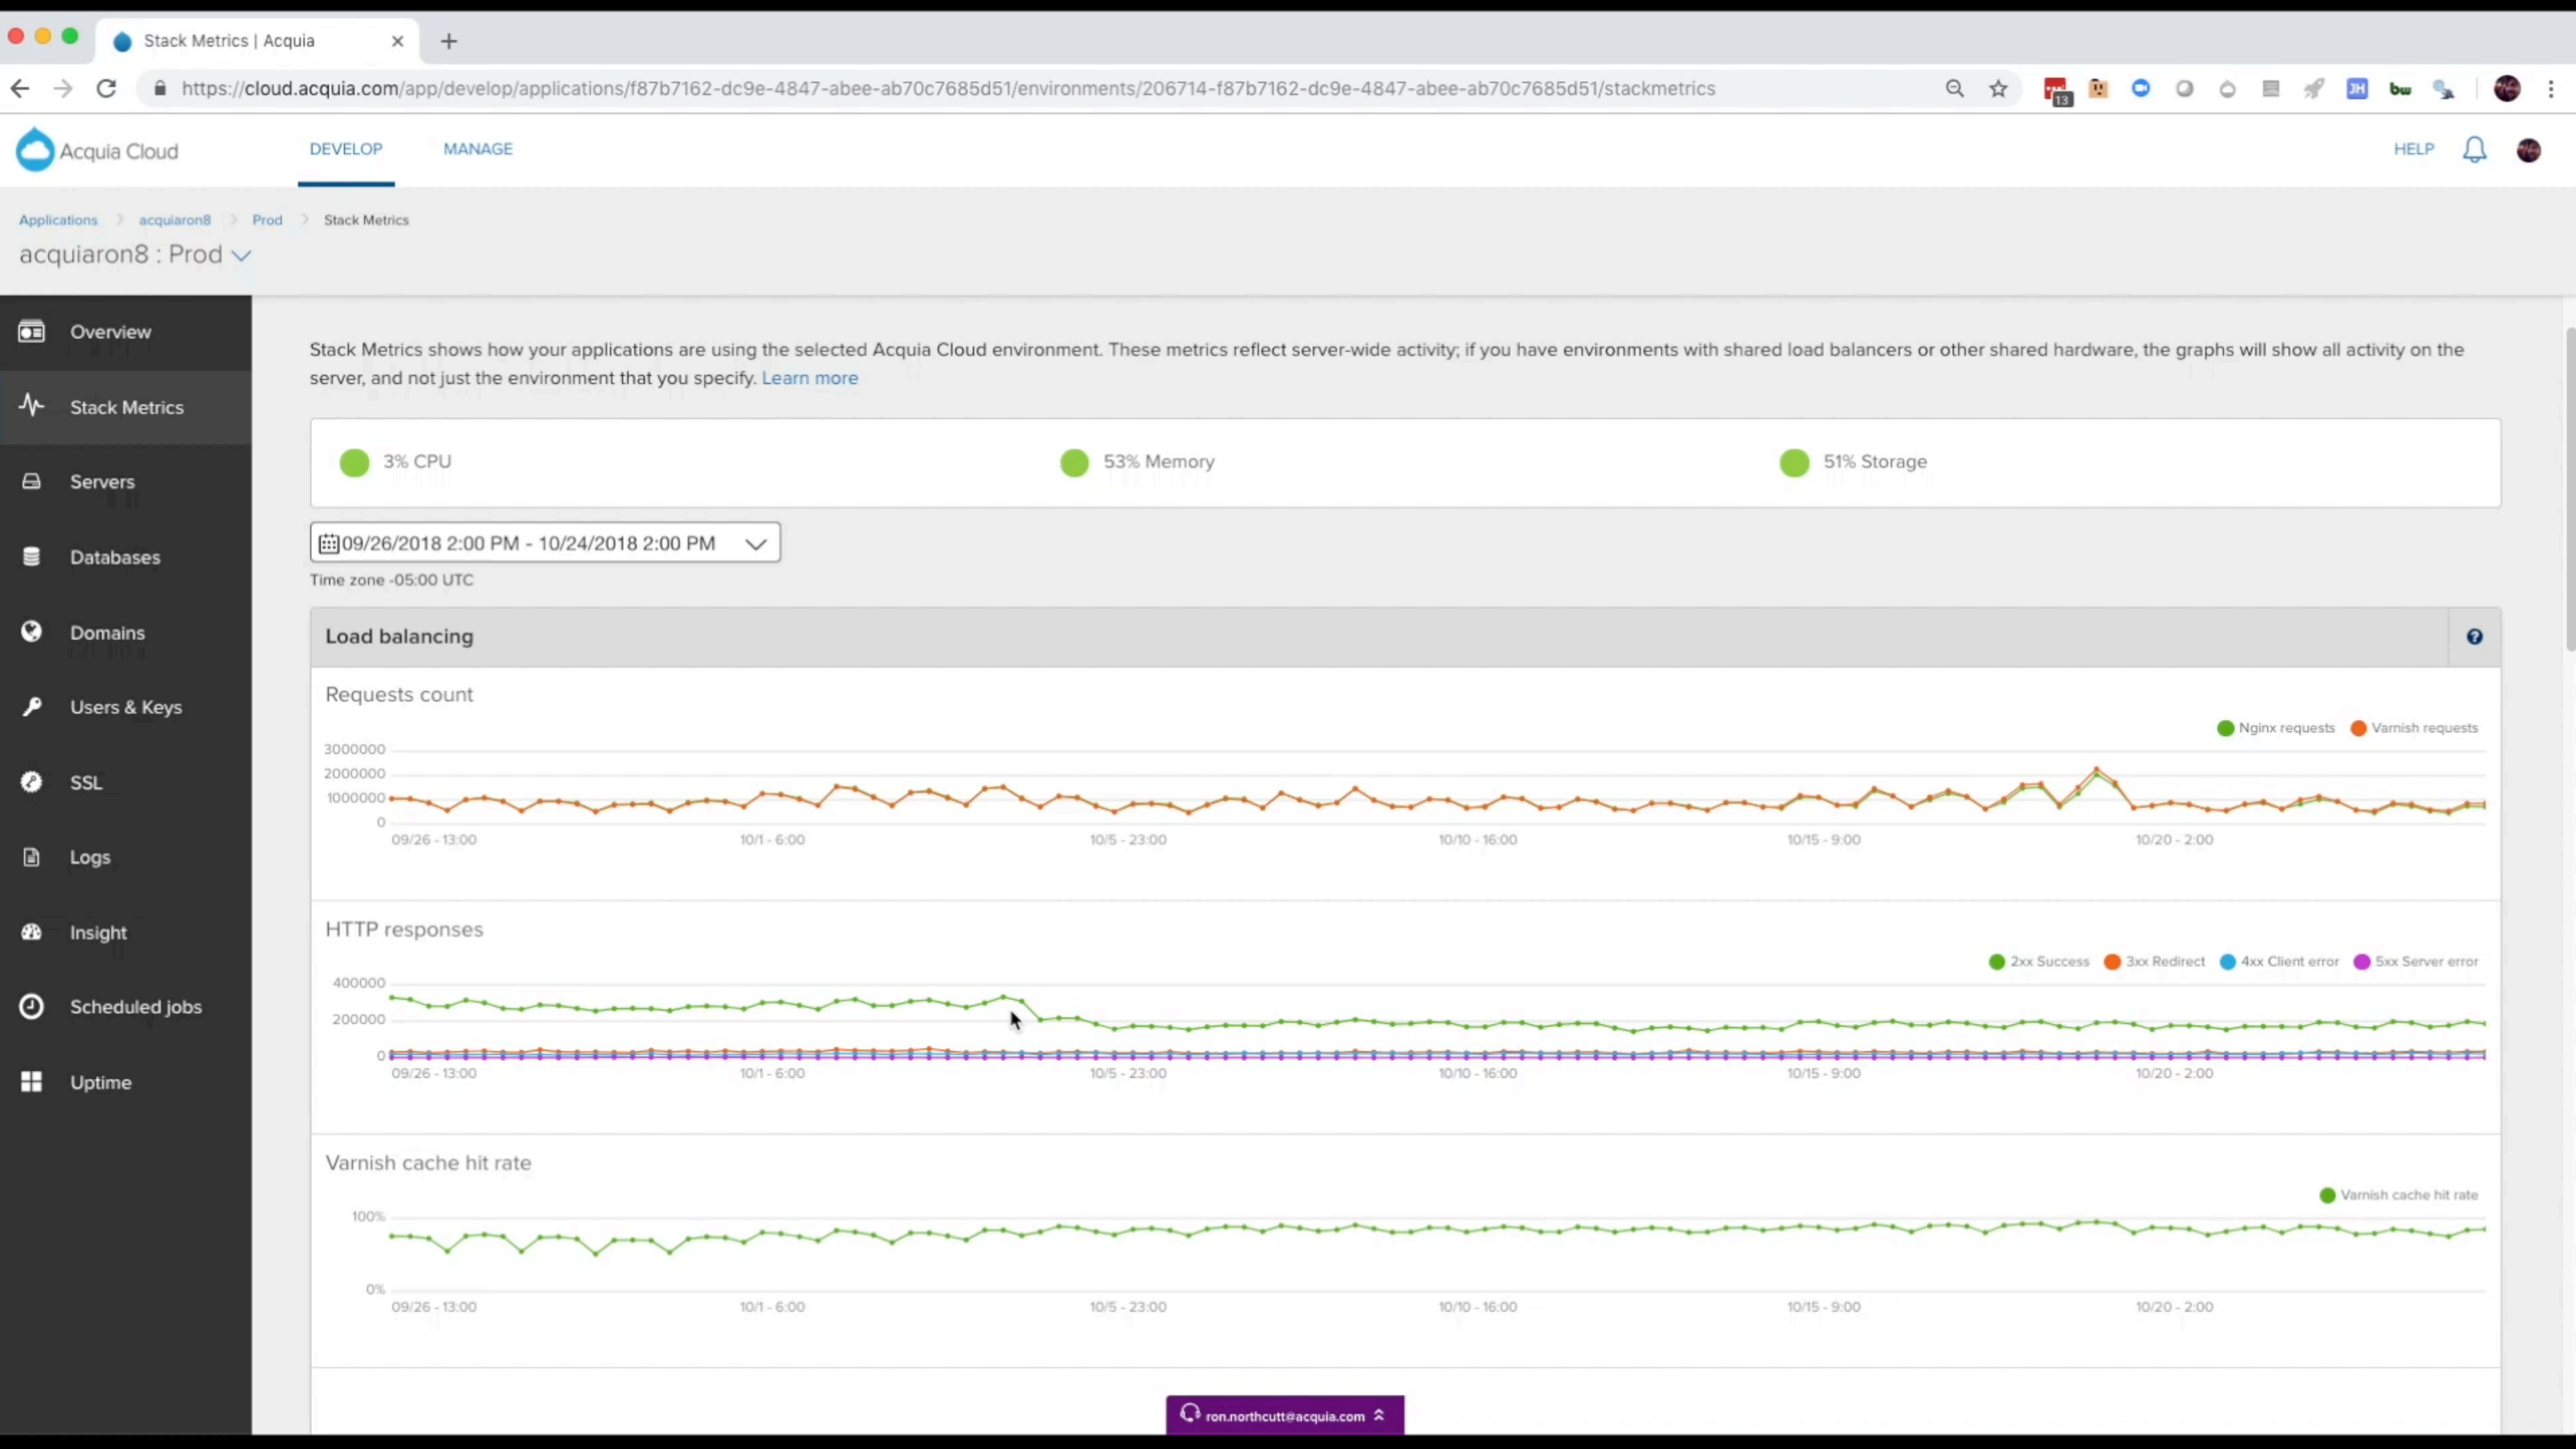 Stack Metrics | Acquia
https://cloud.acquia.com/app/develop/applications/f87b7162-dc9e-4847-abee-ab70c7685d51/environments/206714-f87b7162-dc9e-4847-abee-ab70c7685d51/stackmetrics
13
JH
bw
Acquia Cloud
DEVELOP
MANAGE
HELP
Applications > acquiaron8 > Prod > Stack Metrics
acquiaron8 : Prod
Overview
Stack Metrics
Servers
Databases
Domains
Users & Keys
SSL
Logs
Insight
Scheduled jobs
Uptime
Stack Metrics shows how your applications are using the selected Acquia Cloud environment. These metrics reflect server-wide activity; if you have environments with shared load balancers or other shared hardware, the graphs will show all activity on the
server, and not just the environment that you specify. Learn more
3% CPU
53% Memory
51% Storage
09/26/2018 2:00 PM - 10/24/2018 2:00 PM
Time zone -05:00 UTC
Load balancing
?
Requests count
Nginx requests
Varnish requests
3000000
2000000
1000000
0
09/26 - 13:00
10/1 - 6:00
10/5 - 23:00
10/10 - 16:00
10/15 - 9:00
10/20 - 2:00
HTTP responses
2xx Success
3xx Redirect
4xx Client error
5xx Server error
400000
200000
0
09/26 - 13:00
10/1 - 6:00
10/5 - 23:00
10/10 - 16:00
10/15 - 9:00
10/20 - 2:00
Varnish cache hit rate
Varnish cache hit rate
100%
0%
09/26 - 13:00
10/1 - 6:00
10/5 - 23:00
10/10 - 16:00
10/15 - 9:00
10/20 - 2:00
ron.northcutt@acquia.com